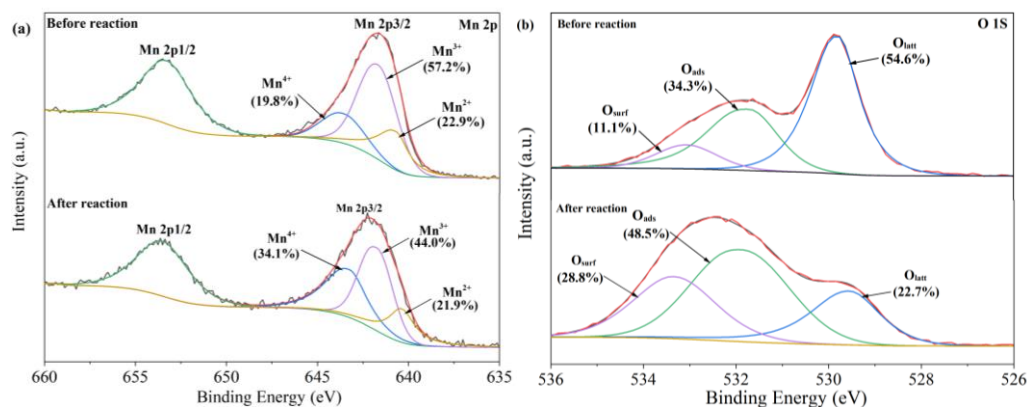 (a)
Before reaction
Mn 2p3/2
Mn 2p
Mn 2p1/2
Mn³⁺
(57.2%)
Mn⁴⁺
(19.8%)
Mn²⁺
(22.9%)
After reaction
Mn 2p3/2
Mn 2p1/2
Mn³⁺
(44.0%)
Mn⁴⁺
(34.1%)
Mn²⁺
(21.9%)
Intensity (a.u.)
660 655 650 645 640 635
Binding Energy (eV)
(b)
Before reaction
O 1S
Olatt
(54.6%)
Oads
(34.3%)
Osurf
(11.1%)
After reaction
Oads
(48.5%)
Osurf
(28.8%)
Olatt
(22.7%)
Intensity (a.u.)
536 534 532 530 528 526
Binding Energy (eV)